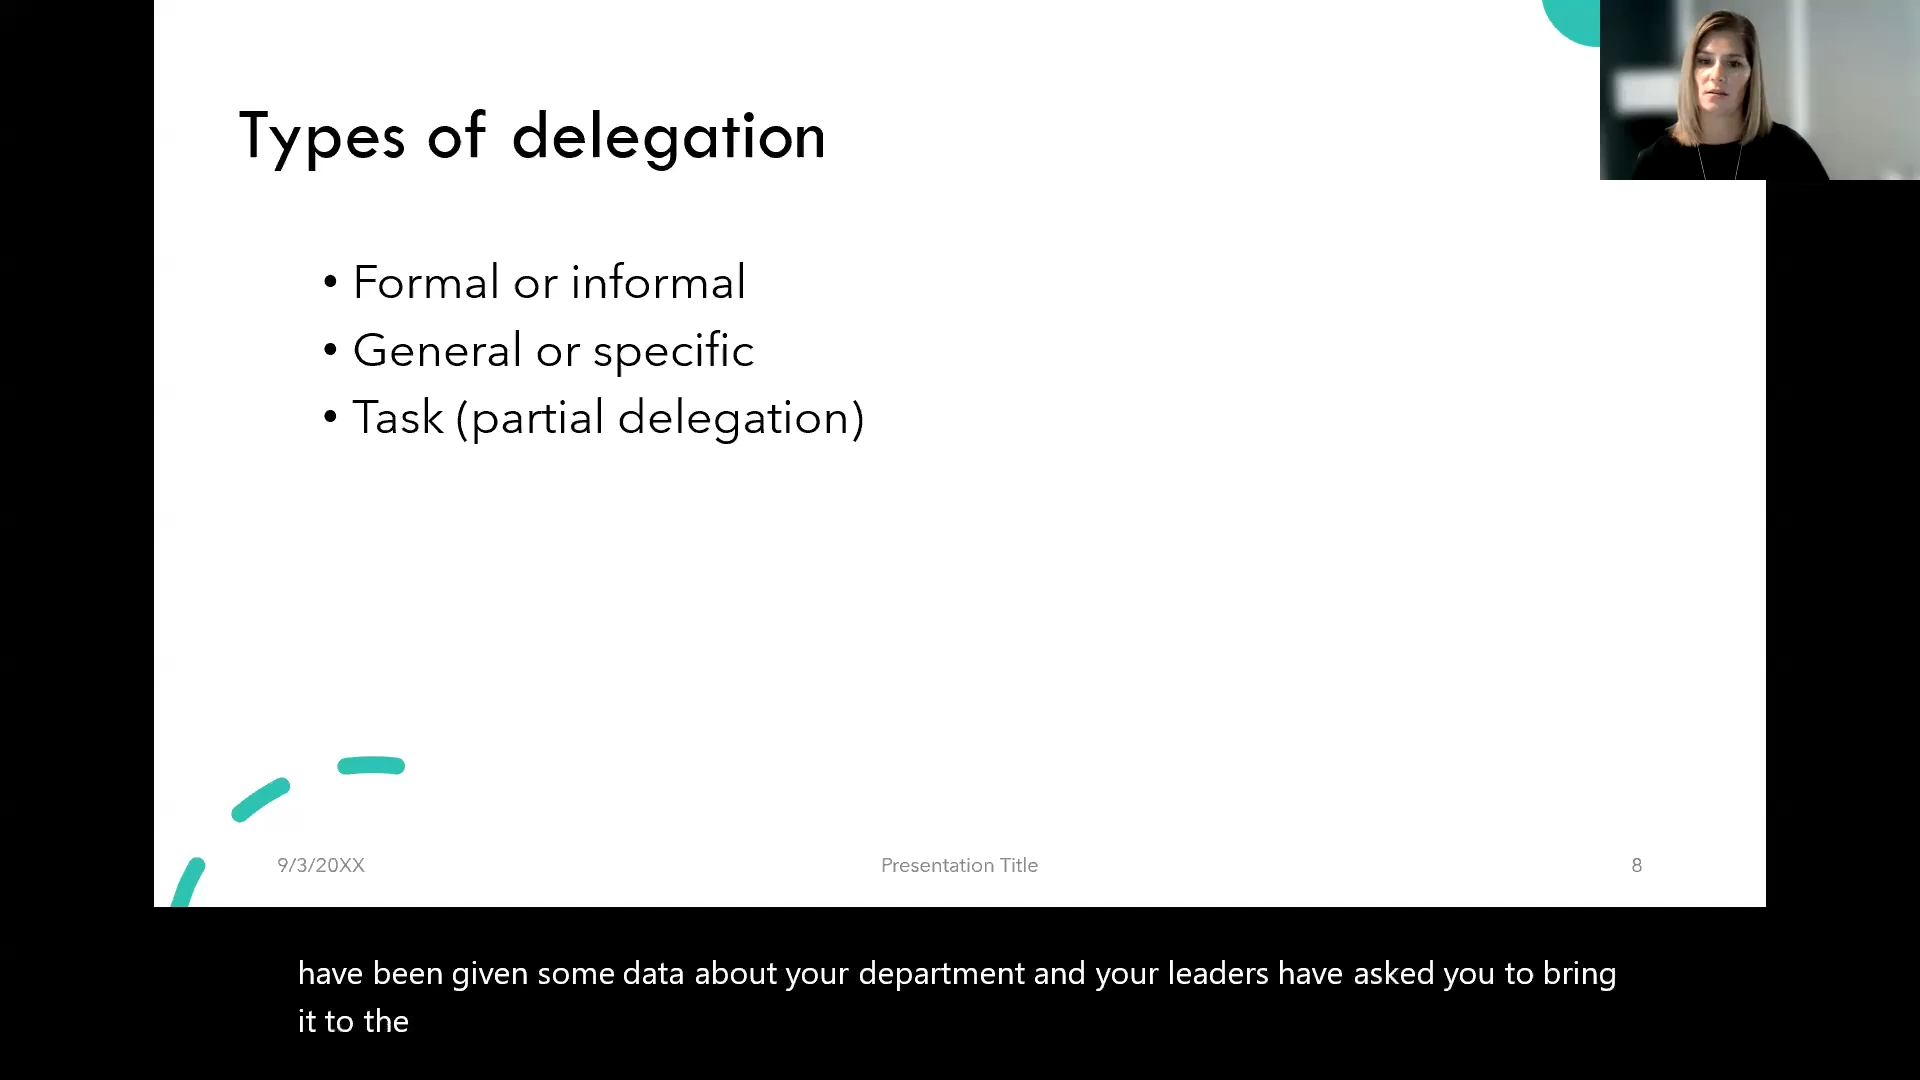 Types of delegation
• Formal or informal
• General or specific
• Task (partial delegation)
9/3/20XX
Presentation Title
8
have been given some data about your department and your leaders have asked you to bring
it to the